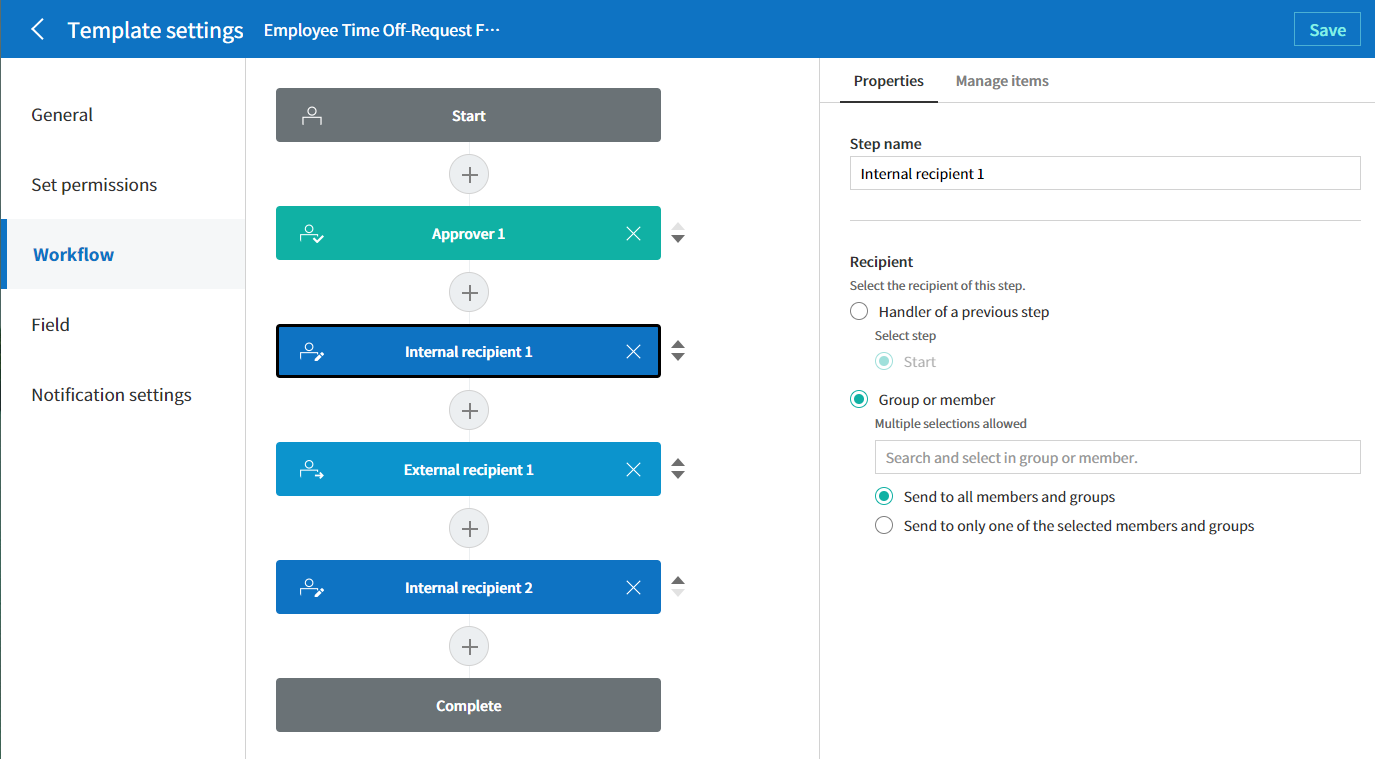 Template settings
Employee Time Off-Request F···
Save
General
Set permissions
Workflow
Field
Notification settings
Start
Approver 1
Internal recipient 1
External recipient 1
Internal recipient 2
Complete
Properties
Manage items
Step name
Internal recipient 1
Recipient
Select the recipient of this step.
Handler of a previous step
Select step
Start
Group or member
Multiple selections allowed
Search and select in group or member.
Send to all members and groups
Send to only one of the selected members and groups